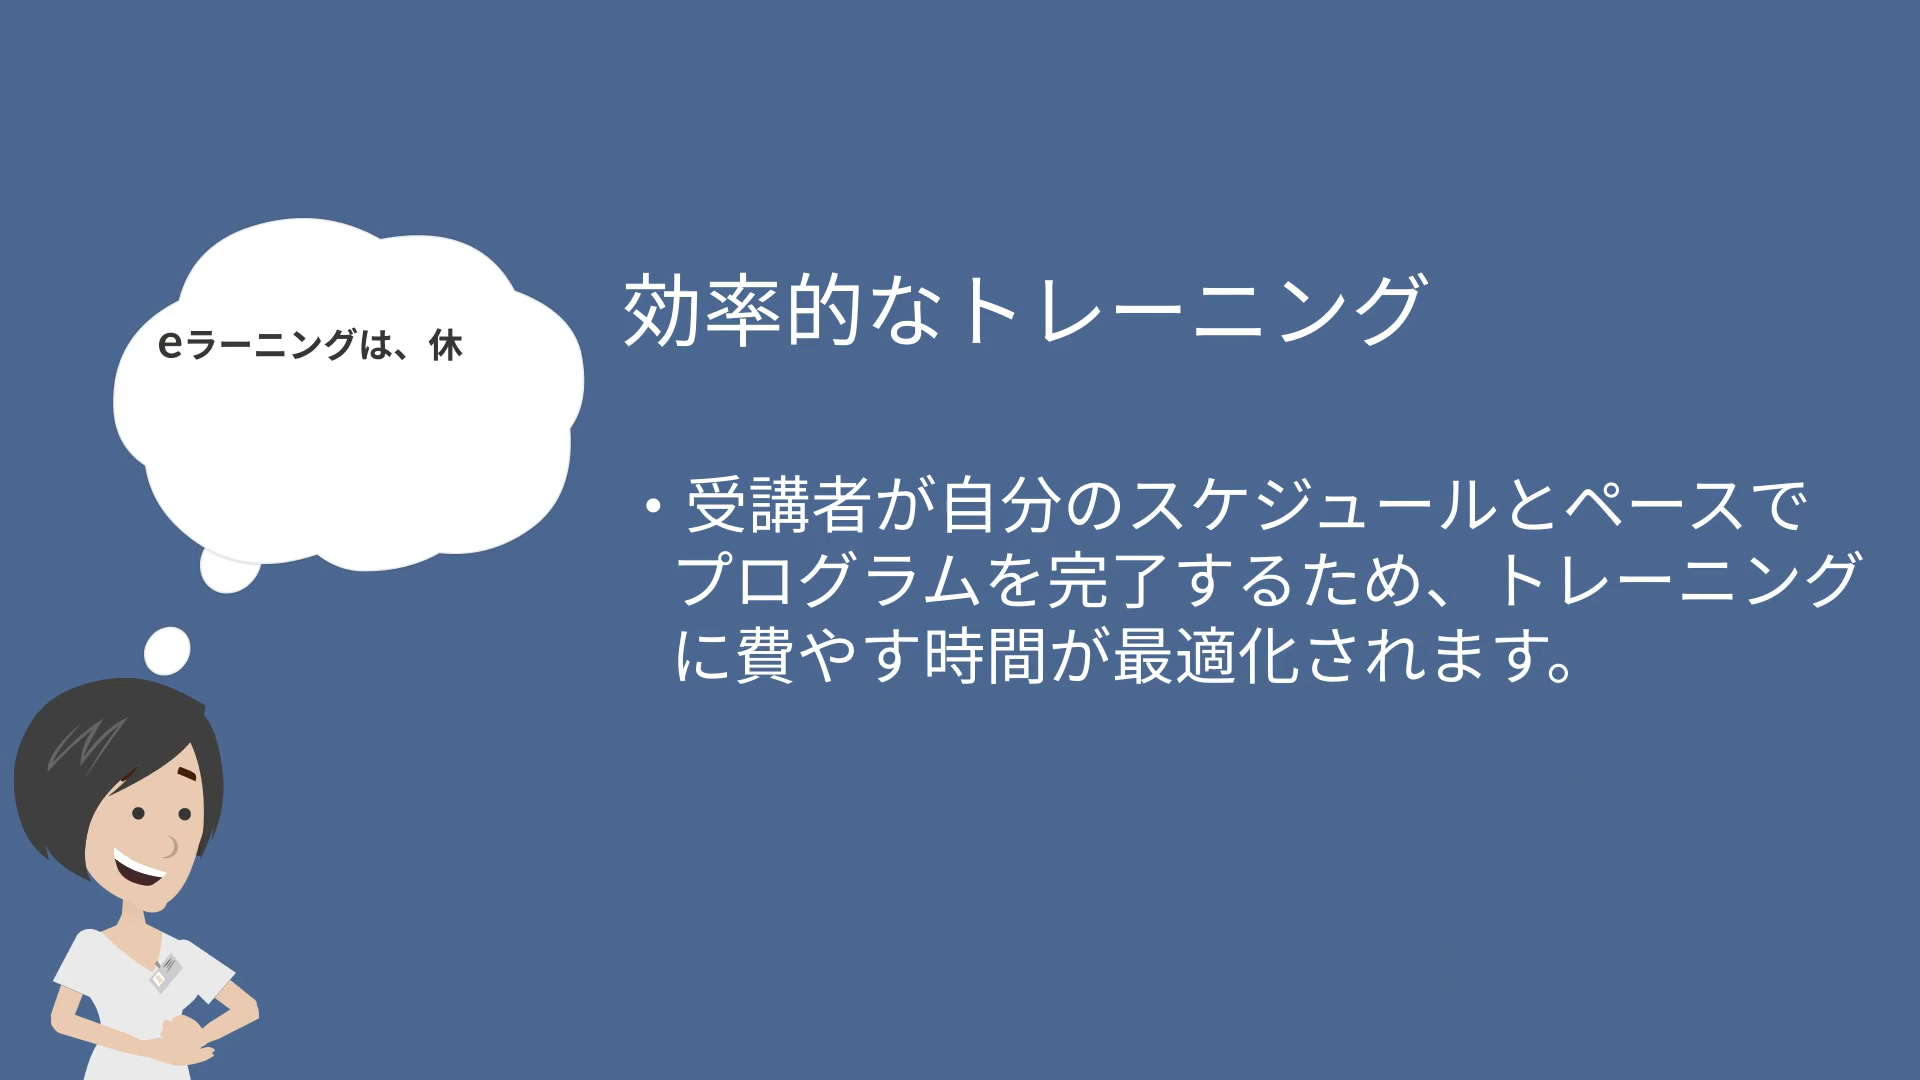 eラーニングは、休
効率的なトレーニング
• 受講者が自分のスケジュールとペースで
プログラムを完了するため、トレーニング
に費やす時間が最適化されます。